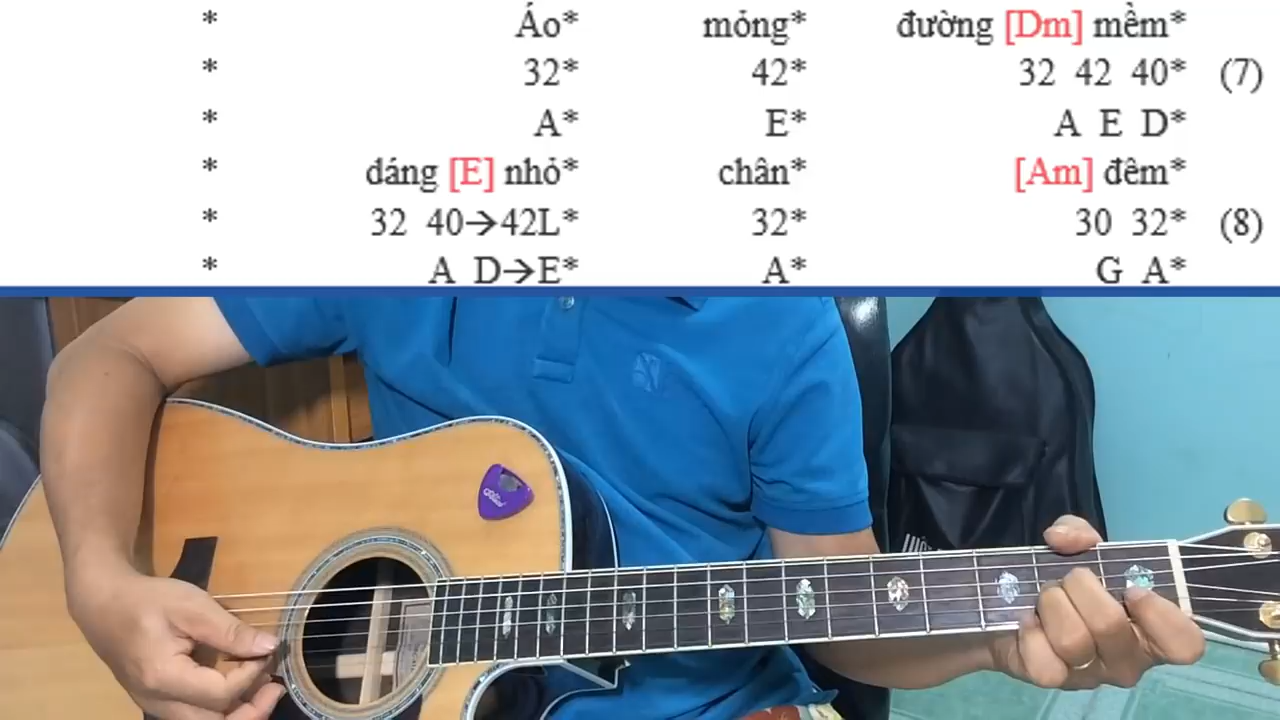 * Áo* mỏng* đường [Dm] mềm*
* 32* 42* 32 42 40* (7)
* A* E* A E D*
* dáng [E] nhỏ* chân* [Am] đêm*
* 32 40→42L* 32* 30 32* (8)
* A D→E* A* G A*